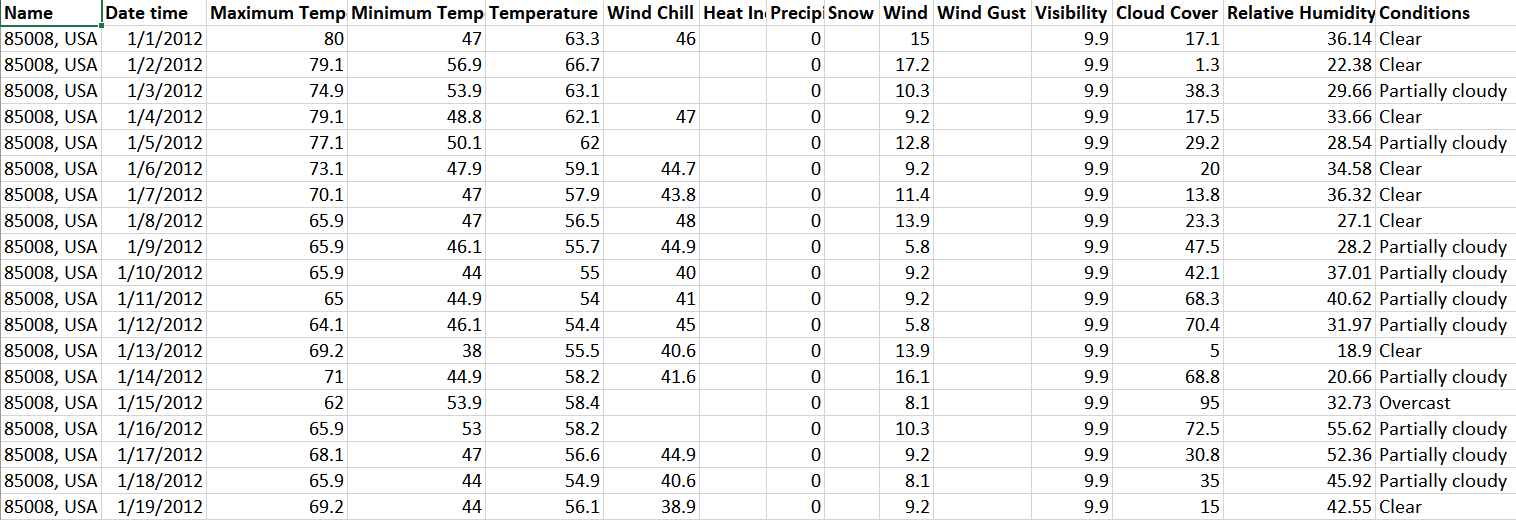 Name Date time Maximum Temp Minimum Temp Temperature Wind Chill Heat In Precipi Snow Wind Wind Gust Visibility Cloud Cover Relative Humidity Conditions
85008, USA 1/1/2012 80 47 63.3 46 0 15 9.9 17.1 36.14 Clear
85008, USA 1/2/2012 79.1 56.9 66.7 0 17.2 9.9 1.3 22.38 Clear
85008, USA 1/3/2012 74.9 53.9 63.1 0 10.3 9.9 38.3 29.66 Partially cloudy
85008, USA 1/4/2012 79.1 48.8 62.1 47 0 9.2 9.9 17.5 33.66 Clear
85008, USA 1/5/2012 77.1 50.1 62 0 12.8 9.9 29.2 28.54 Partially cloudy
85008, USA 1/6/2012 73.1 47.9 59.1 44.7 0 9.2 9.9 20 34.58 Clear
85008, USA 1/7/2012 70.1 47 57.9 43.8 0 11.4 9.9 13.8 36.32 Clear
85008, USA 1/8/2012 65.9 47 56.5 48 0 13.9 9.9 23.3 27.1 Clear
85008, USA 1/9/2012 65.9 46.1 55.7 44.9 0 5.8 9.9 47.5 28.2 Partially cloudy
85008, USA 1/10/2012 65.9 44 55 40 0 9.2 9.9 42.1 37.01 Partially cloudy
85008, USA 1/11/2012 65 44.9 54 41 0 9.2 9.9 68.3 40.62 Partially cloudy
85008, USA 1/12/2012 64.1 46.1 54.4 45 0 5.8 9.9 70.4 31.97 Partially cloudy
85008, USA 1/13/2012 69.2 38 55.5 40.6 0 13.9 9.9 5 18.9 Clear
85008, USA 1/14/2012 71 44.9 58.2 41.6 0 16.1 9.9 68.8 20.66 Partially cloudy
85008, USA 1/15/2012 62 53.9 58.4 0 8.1 9.9 95 32.73 Overcast
85008, USA 1/16/2012 65.9 53 58.2 0 10.3 9.9 72.5 55.62 Partially cloudy
85008, USA 1/17/2012 68.1 47 56.6 44.9 0 9.2 9.9 30.8 52.36 Partially cloudy
85008, USA 1/18/2012 65.9 44 54.9 40.6 0 8.1 9.9 35 45.92 Partially cloudy
85008, USA 1/19/2012 69.2 44 56.1 38.9 0 9.2 9.9 15 42.55 Clear